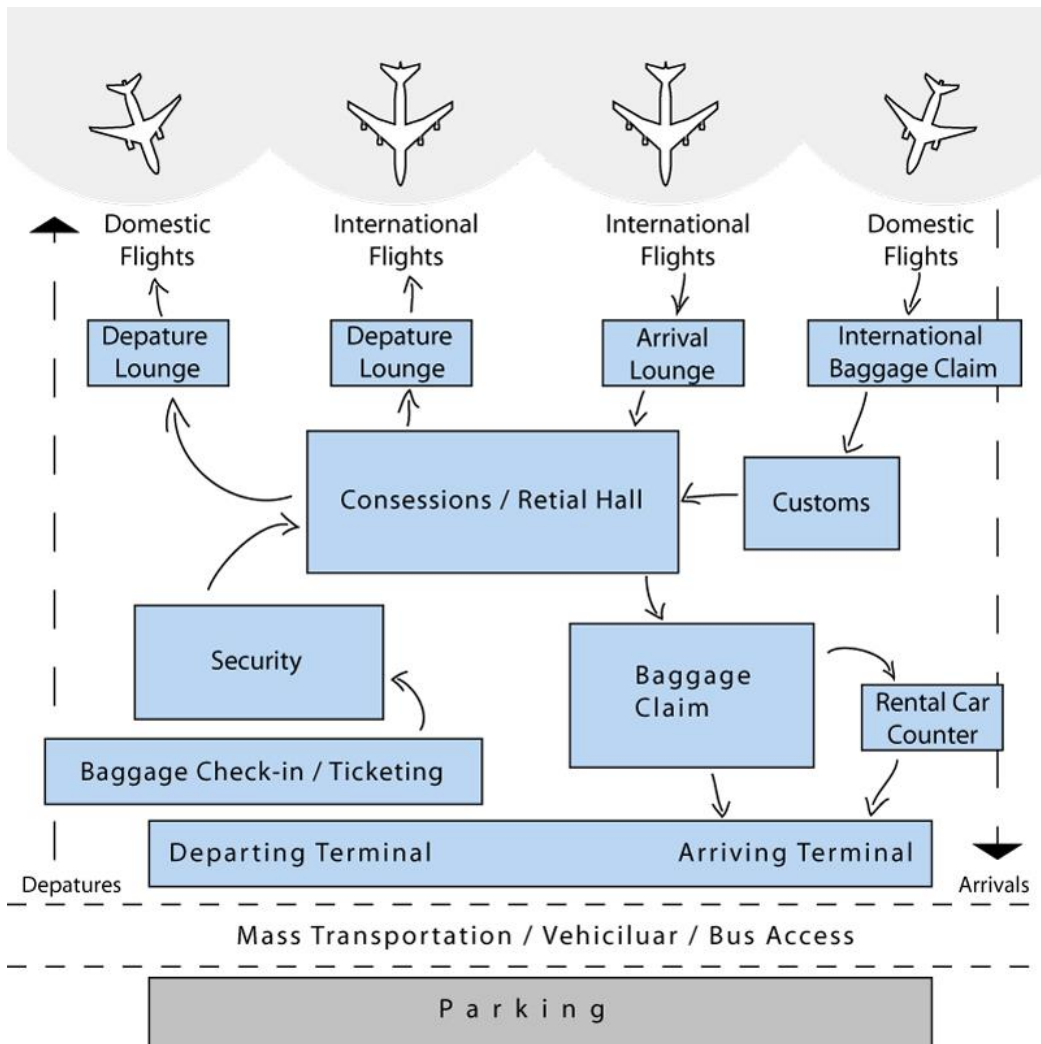 Domestic
Flights
International
Flights
International
Flights
Domestic
Flights
Depature
Lounge
Depature
Lounge
Arrival
Lounge
International
Baggage Claim
Consessions / Retial Hall
Customs
Security
Baggage
Claim
Rental Car
Counter
Baggage Check-in / Ticketing
Departing Terminal
Arriving Terminal
Depatures
Arrivals
Mass Transportation / Vehiciluar / Bus Access
Parking